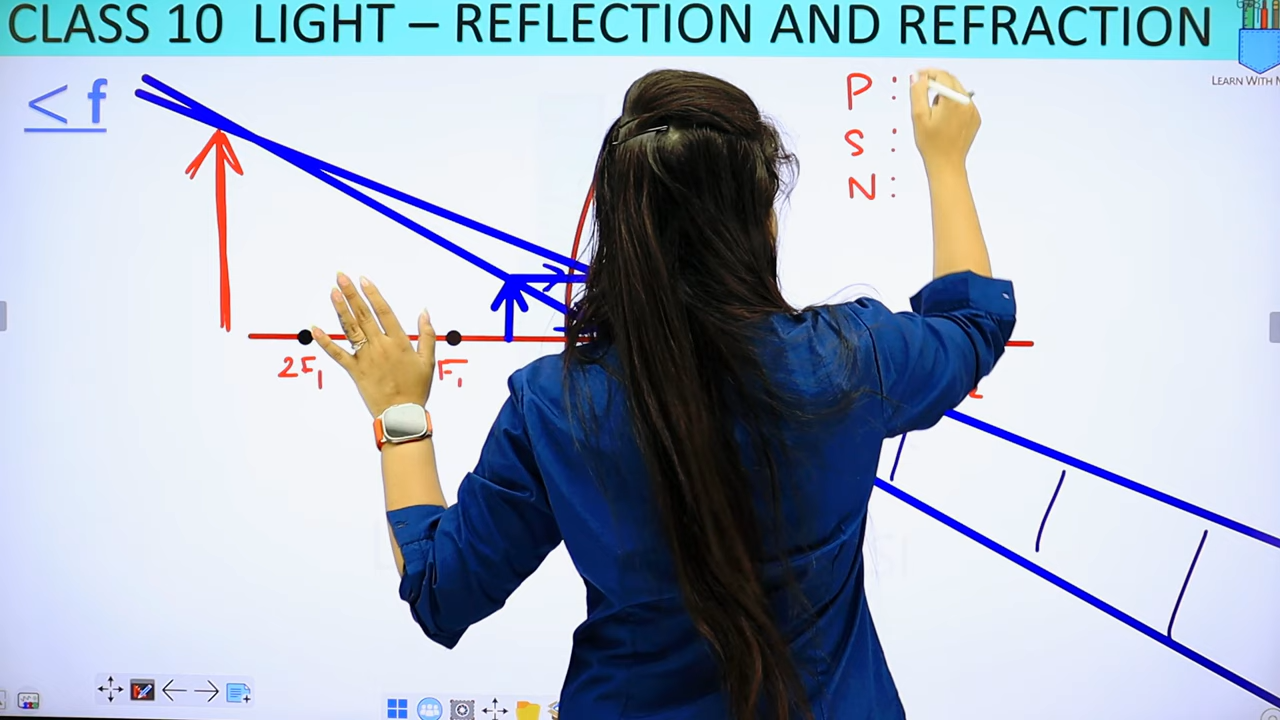 CLASS 10 LIGHT – REFLECTION AND REFRACTION
LEARN WITH
< f
P :
S :
N :
2F₁
F₁